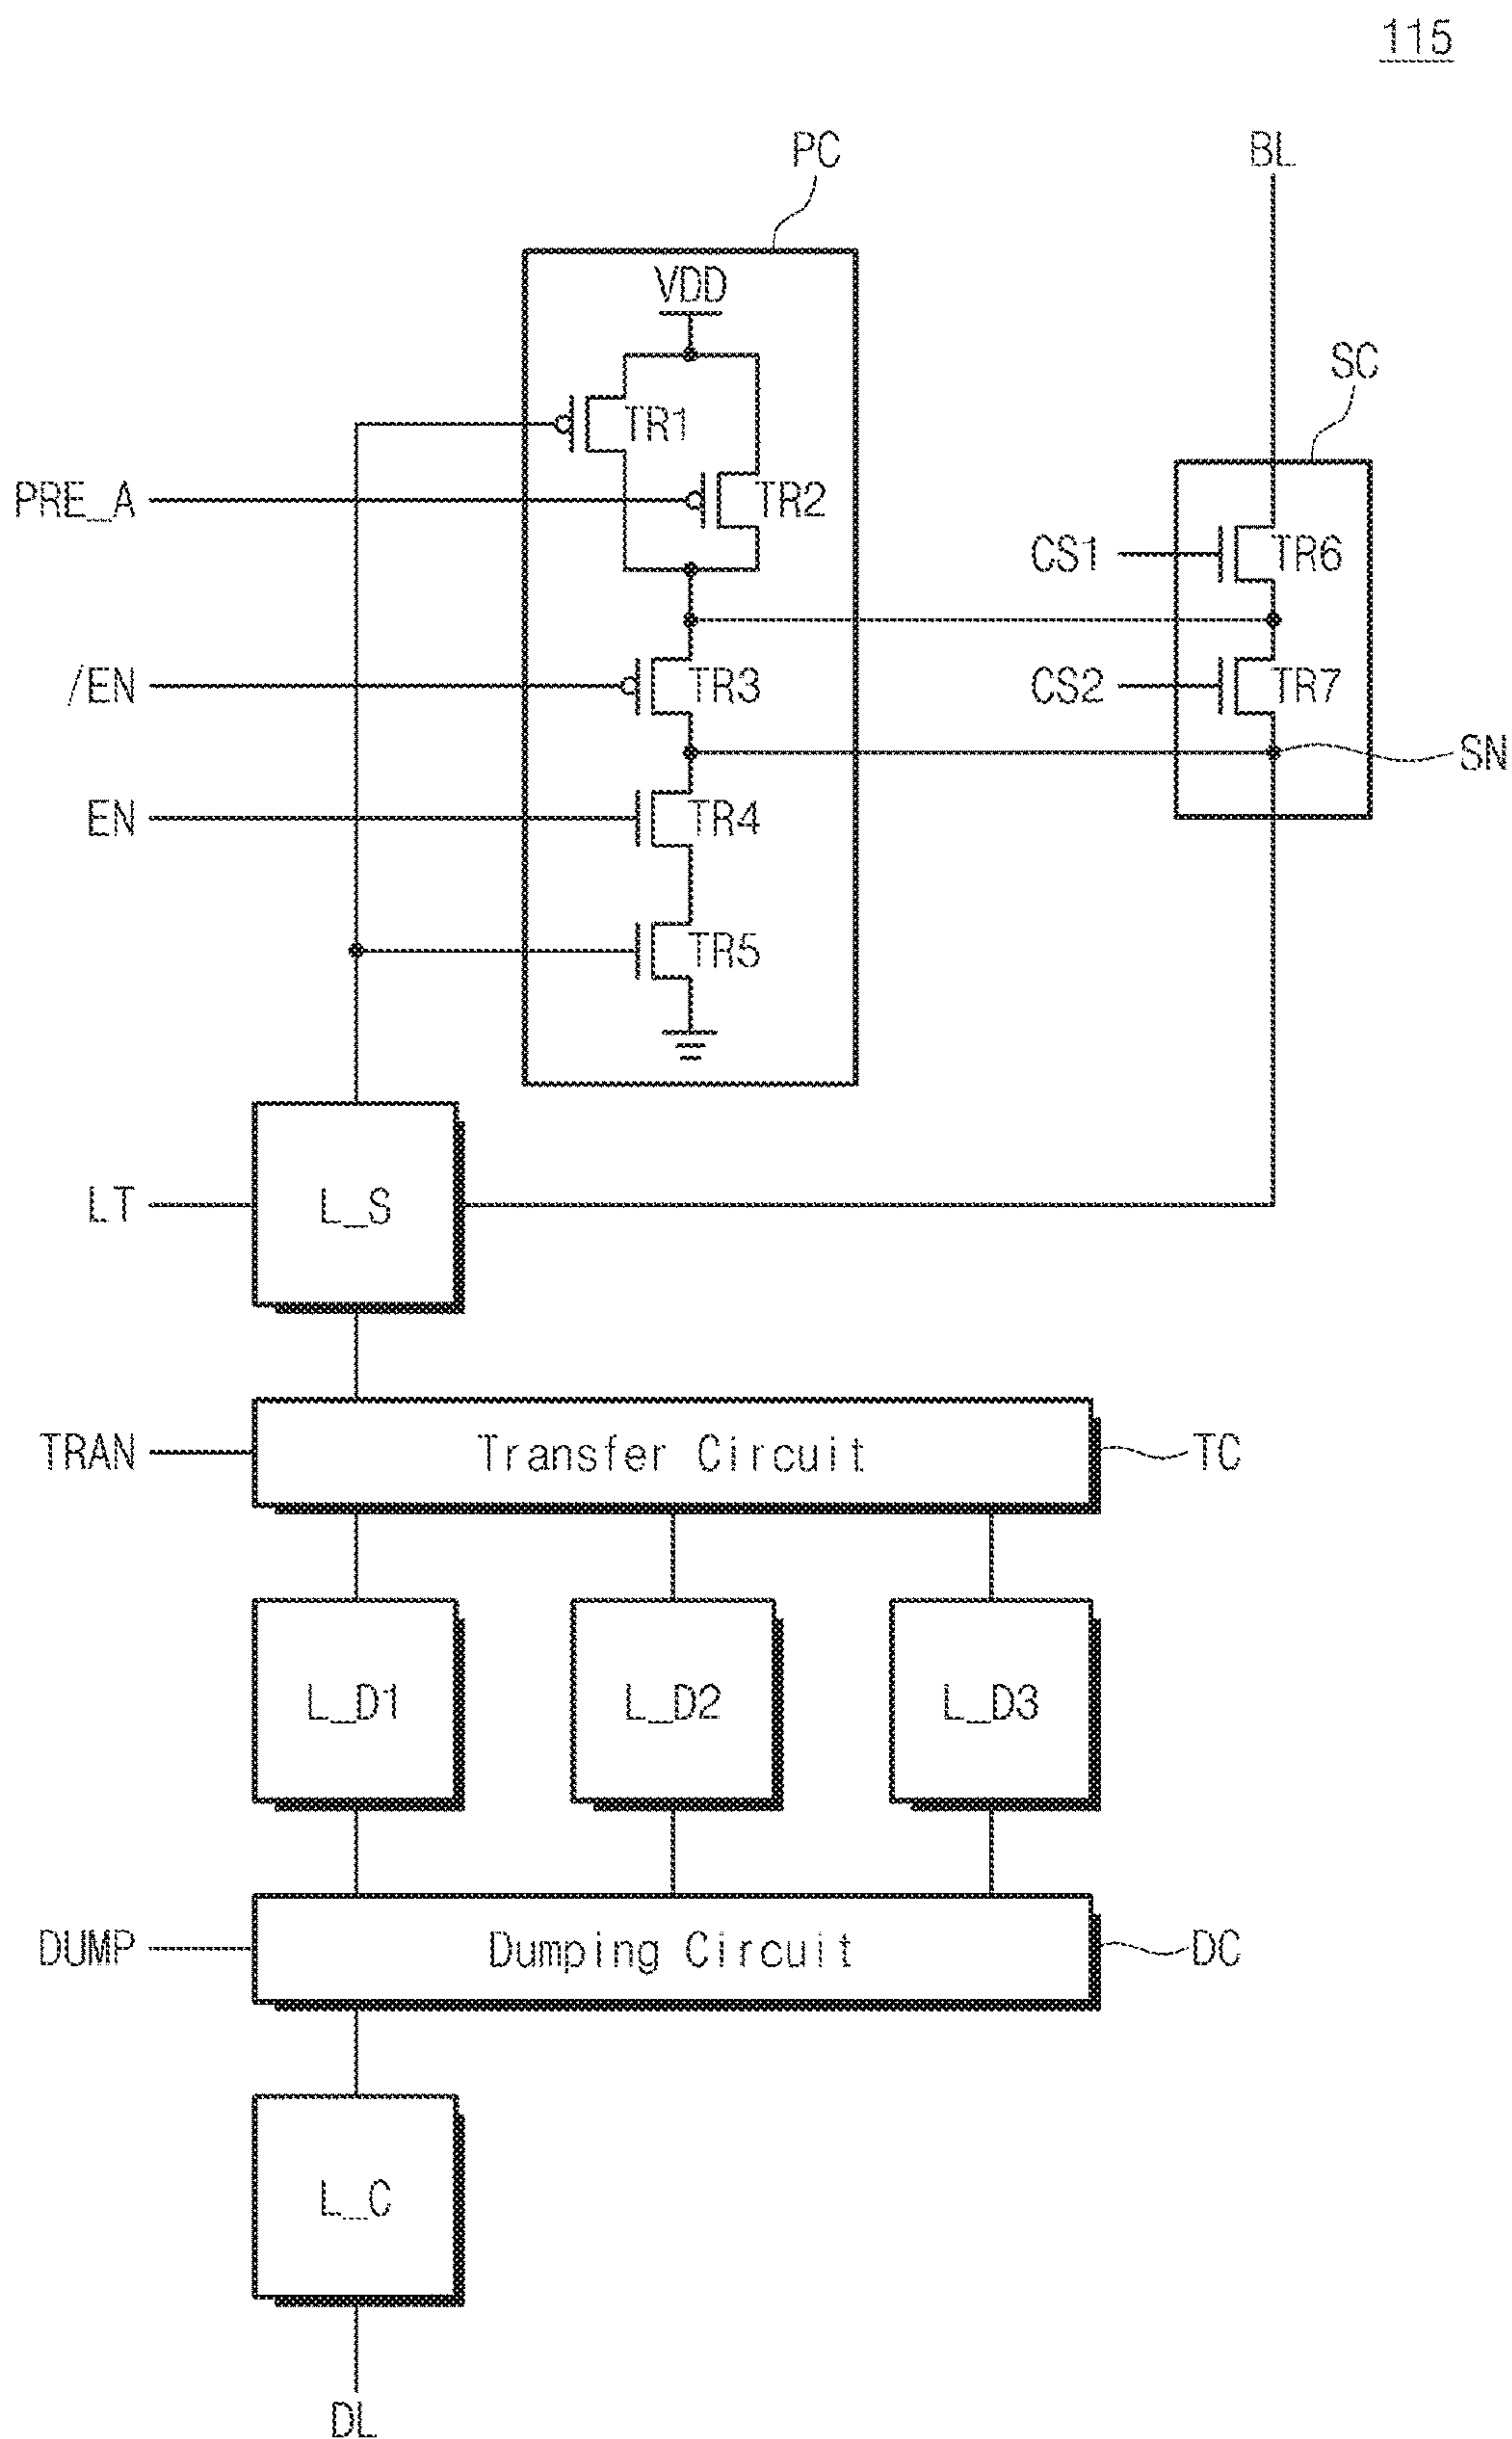 115
PC
BL
VDD
SC
TR1
PRE_A
TR2
CS1
TR6
/EN
TR3
CS2
TR7
SN
EN
TR4
TR5
LT
L_S
TRAN
Transfer Circuit
TC
L_D1
L_D2
L_D3
DUMP
Dumping Circuit
DC
L_C
DL